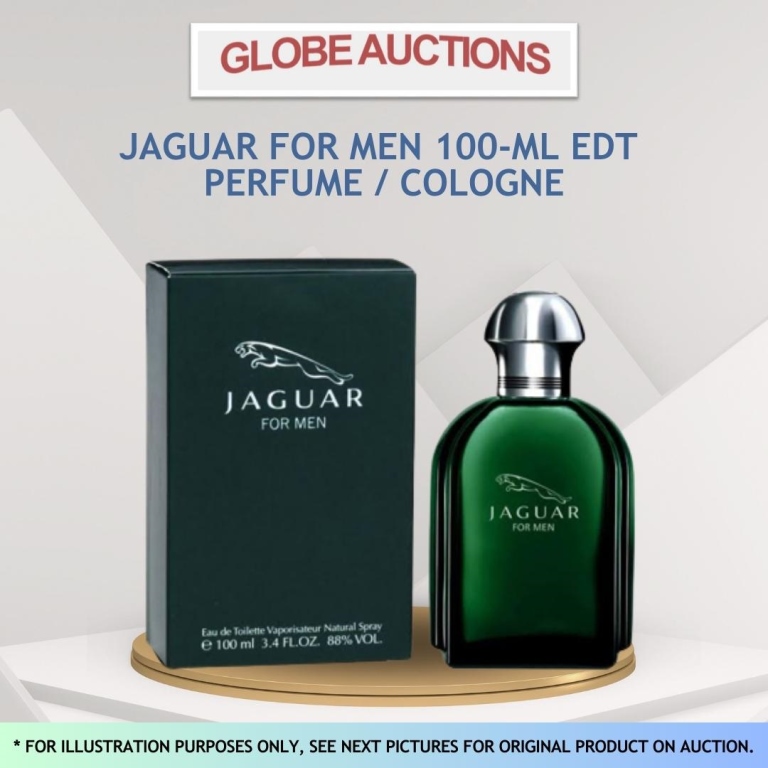 GLOBE AUCTIONS
JAGUAR FOR MEN 100-ML EDT
PERFUME / COLOGNE
JAGUAR
FOR MEN
Eau de Toilette Vaporisateur Natural Spray
℮ 100 ml 3.4 FL.OZ. 88% VOL.
JAGUAR
FOR MEN
* FOR ILLUSTRATION PURPOSES ONLY, SEE NEXT PICTURES FOR ORIGINAL PRODUCT ON AUCTION.